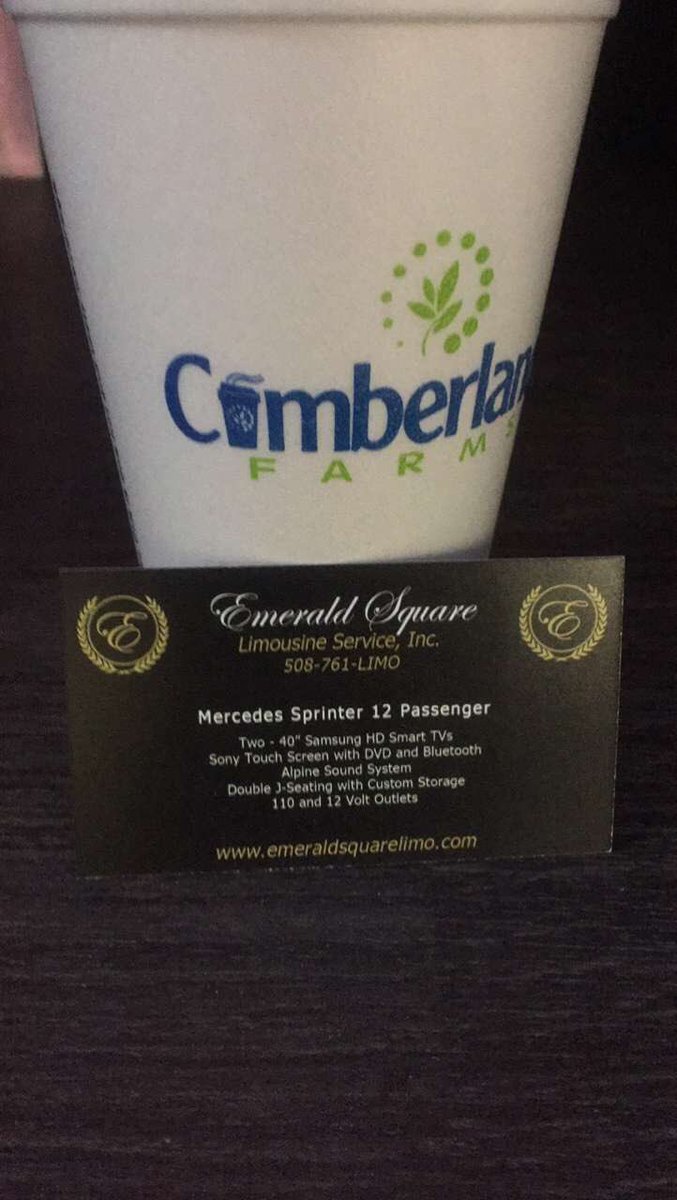 Cumberlan
FARMS
E Emerald Square E
Limousine Service, Inc.
508-761-LIMO
Mercedes Sprinter 12 Passenger
Two - 40" Samsung HD Smart TVs
Sony Touch Screen with DVD and Bluetooth
Alpine Sound System
Double J-Seating with Custom Storage
110 and 12 Volt Outlets
www.emeraldsquarelimo.com